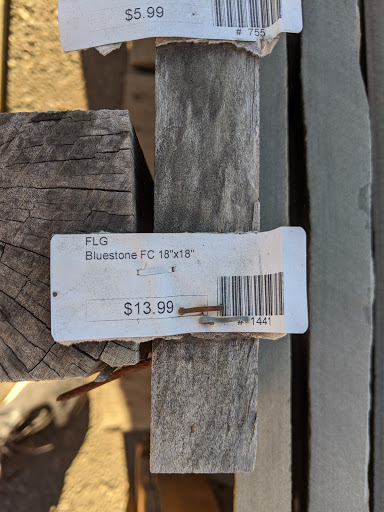 $5.99
# 755
FLG
Bluestone FC 18"x18"
$13.99
# 1441